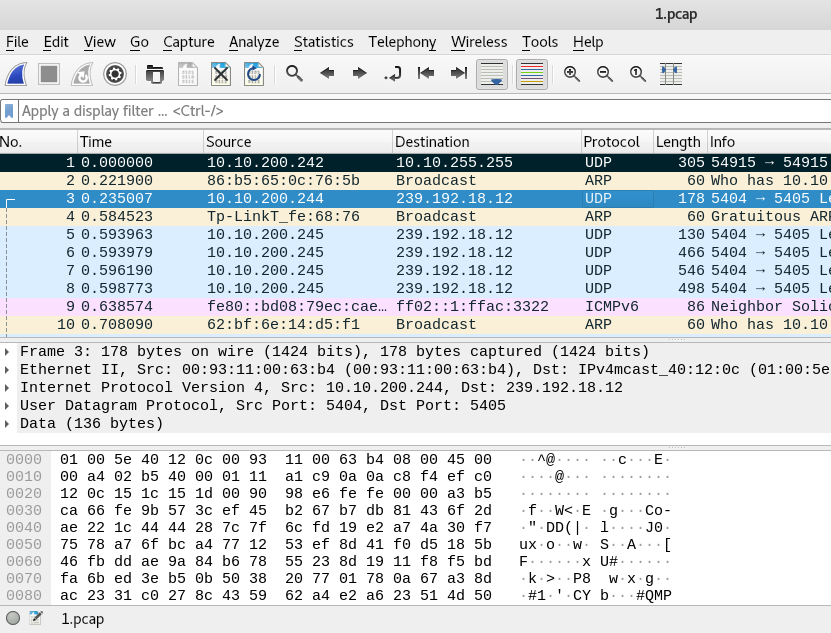 1.pcap
File Edit View Go Capture Analyze Statistics Telephony Wireless Tools Help
Apply a display filter ... <Ctrl-/>
No. Time Source Destination Protocol Length Info
1 0.000000 10.10.200.242 10.10.255.255 UDP 305 54915 → 54915
2 0.221900 86:b5:65:0c:76:5b Broadcast ARP 60 Who has 10.10
3 0.235007 10.10.200.244 239.192.18.12 UDP 178 5404 → 5405 Le
4 0.584523 Tp-LinkT_fe:68:76 Broadcast ARP 60 Gratuitous ARP
5 0.593963 10.10.200.245 239.192.18.12 UDP 130 5404 → 5405 Le
6 0.593979 10.10.200.245 239.192.18.12 UDP 466 5404 → 5405 Le
7 0.596190 10.10.200.245 239.192.18.12 UDP 546 5404 → 5405 Le
8 0.598773 10.10.200.245 239.192.18.12 UDP 498 5404 → 5405 Le
9 0.638574 fe80::bd08:79ec:cae… ff02::1:ffac:3322 ICMPv6 86 Neighbor Solic
10 0.708090 62:bf:6e:14:d5:f1 Broadcast ARP 60 Who has 10.10
Frame 3: 178 bytes on wire (1424 bits), 178 bytes captured (1424 bits)
Ethernet II, Src: 00:93:11:00:63:b4 (00:93:11:00:63:b4), Dst: IPv4mcast_40:12:0c (01:00:5e
Internet Protocol Version 4, Src: 10.10.200.244, Dst: 239.192.18.12
User Datagram Protocol, Src Port: 5404, Dst Port: 5405
Data (136 bytes)
0000 01 00 5e 40 12 0c 00 93 11 00 63 b4 08 00 45 00 ··^@···· ··c···E·
0010 00 a4 02 b5 40 00 01 11 a1 c9 0a 0a c8 f4 ef c0 ····@··· ········
0020 12 0c 15 1c 15 1d 00 90 98 e6 fe fe 00 00 a3 b5 ········ ········
0030 ca 66 fe 9b 57 3c ef 45 b2 67 b7 db 81 43 6f 2d ·f··W<·E ·g···Co-
0040 ae 22 1c 44 44 28 7c 7f 6c fd 19 e2 a7 4a 30 f7 ·"·DD(|· l····J0·
0050 75 78 a7 6f bc a4 77 12 53 ef 8d 41 f0 d5 18 5b ux·o··w· S··A···[
0060 46 fb dd ae 9a 84 b6 78 55 23 8d 19 11 f8 f5 bd F······x U#······
0070 fa 6b ed 3e b5 0b 50 38 20 77 01 78 0a 67 a3 8d ·k·>··P8  w·x·g··
0080 ac 23 31 c0 27 8c 43 59 62 a4 e2 a6 23 51 4d 50 ·#1·'·CY b···#QMP
1.pcap